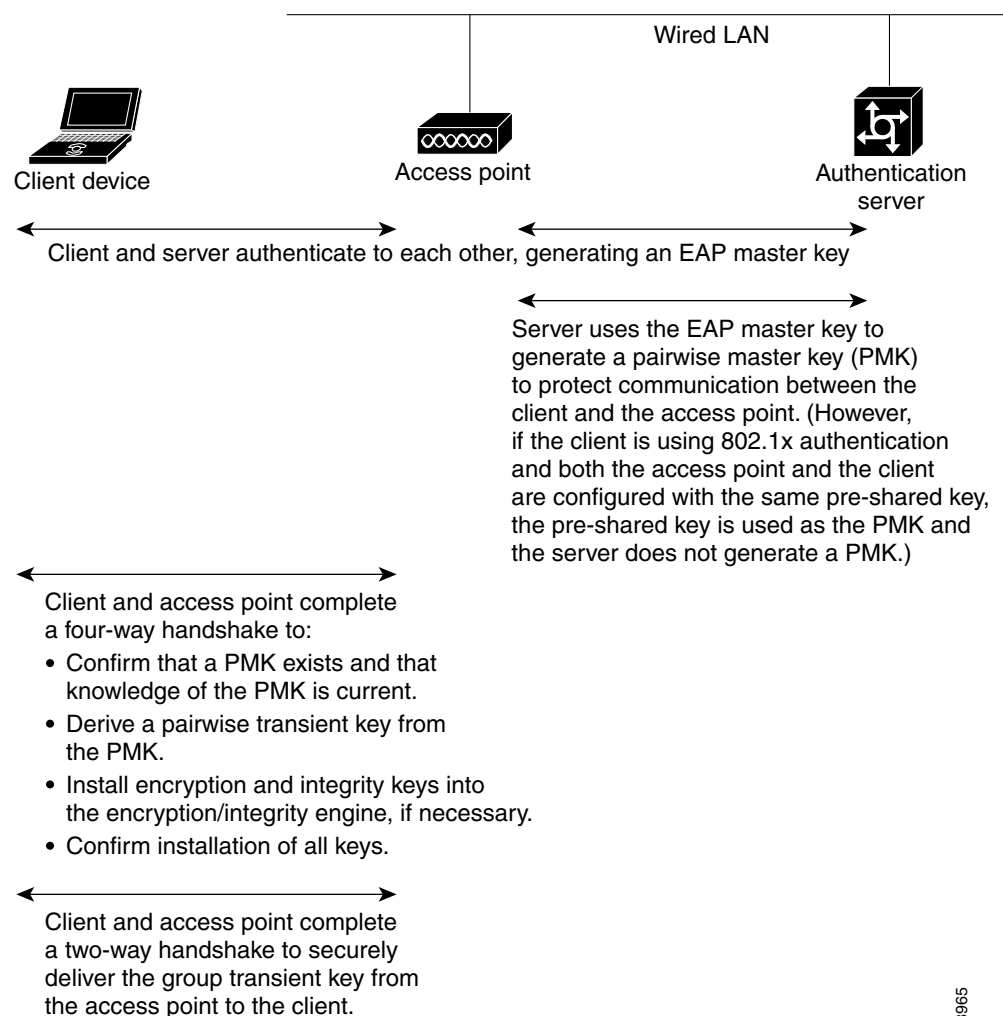 Wired LAN
Client device
Access point
Authentication
server
Client and server authenticate to each other, generating an EAP master key
Server uses the EAP master key to
generate a pairwise master key (PMK)
to protect communication between the
client and the access point. (However,
if the client is using 802.1x authentication
and both the access point and the client
are configured with the same pre-shared key,
the pre-shared key is used as the PMK and
the server does not generate a PMK.)
Client and access point complete
a four-way handshake to:
• Confirm that a PMK exists and that
knowledge of the PMK is current.
• Derive a pairwise transient key from
the PMK.
• Install encryption and integrity keys into
the encryption/integrity engine, if necessary.
• Confirm installation of all keys.
Client and access point complete
a two-way handshake to securely
deliver the group transient key from
the access point to the client.